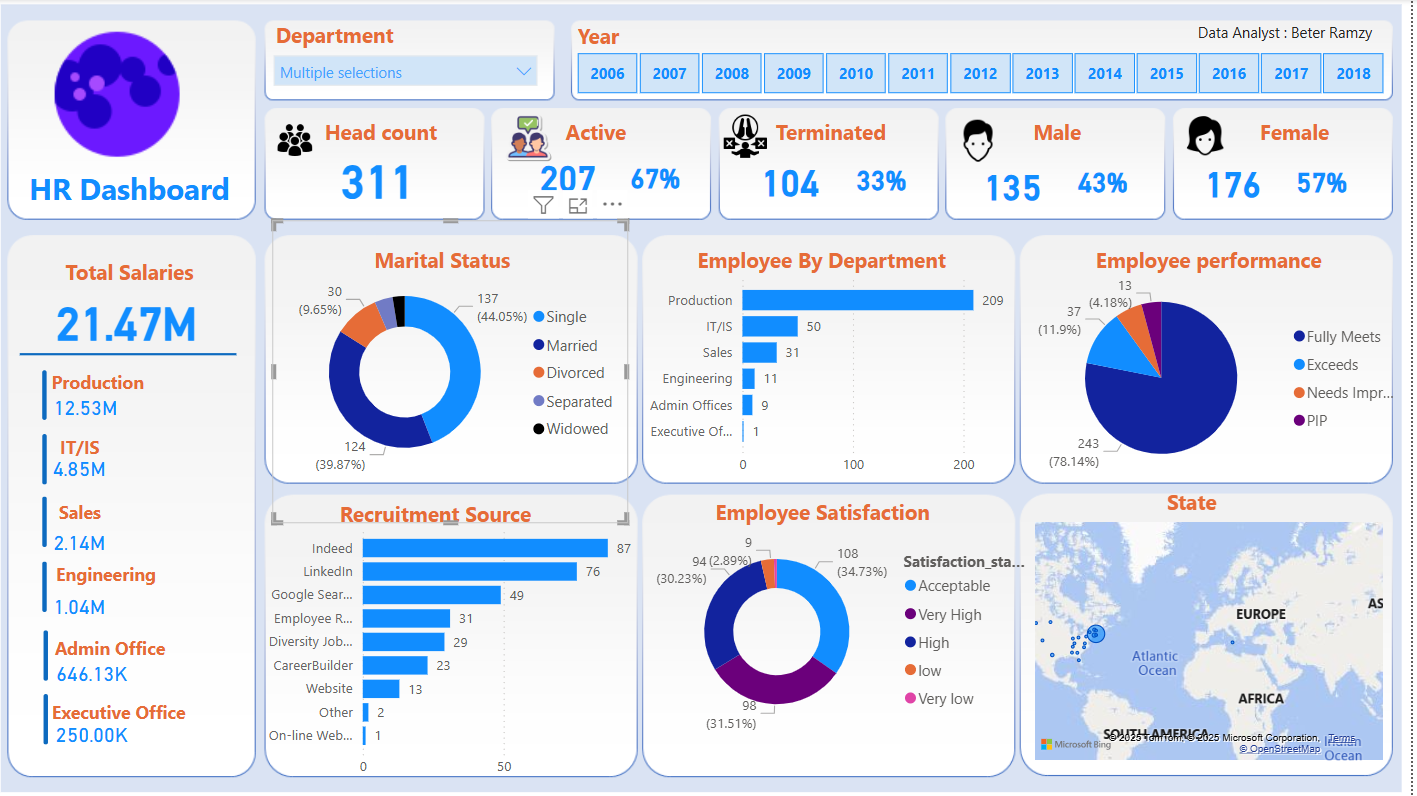 HR Dashboard
Department
Multiple selections
Year
Data Analyst : Beter Ramzy
2006 2007 2008 2009 2010 2011 2012 2013 2014 2015 2016 2017 2018
Head count
311
Active
207 67%
Terminated
104 33%
Male
135 43%
Female
176 57%
Total Salaries
21.47M
Production
12.53M
IT/IS
4.85M
Sales
2.14M
Engineering
1.04M
Admin Office
646.13K
Executive Office
250.00K
Marital Status
30
(9.65%)
137
(44.05%)
124
(39.87%)
Single
Married
Divorced
Separated
Widowed
Employee By Department
Production 209
IT/IS 50
Sales 31
Engineering 11
Admin Offices 9
Executive Of... 1
0 100 200
Employee performance
13
(4.18%)
37
(11.9%)
243
(78.14%)
Fully Meets
Exceeds
Needs Impr...
PIP
Recruitment Source
Indeed 87
LinkedIn 76
Google Sear... 49
Employee R... 31
Diversity Job... 29
CareerBuilder 23
Website 13
Other 2
On-line Web... 1
0 50
Employee Satisfaction
9
(2.89%)
94
(30.23%)
108
(34.73%)
98
(31.51%)
Satisfaction_sta...
Acceptable
Very High
High
low
Very low
State
EUROPE
AS
Atlantic
Ocean
AFRICA
SOUTH AMERICA
Indian
Ocean
Microsoft Bing
© 2025 TomTom, © 2025 Microsoft Corporation, Terms
© OpenStreetMap